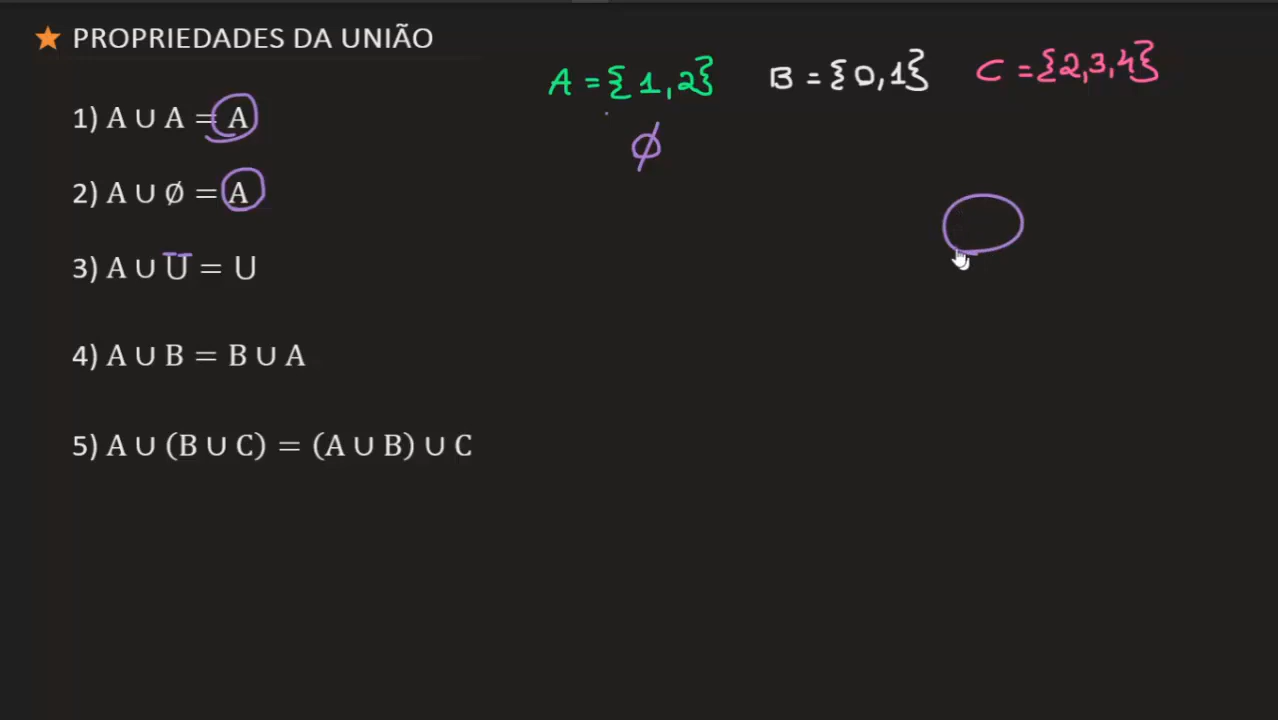 PROPRIEDADES DA UNIÃO
A = {1,2} B = {0,1} C = {2,3,4}
1) A ∪ A = A
∅
2) A ∪ ∅ = A
3) A ∪ U = U
4) A ∪ B = B ∪ A
5) A ∪ (B ∪ C) = (A ∪ B) ∪ C